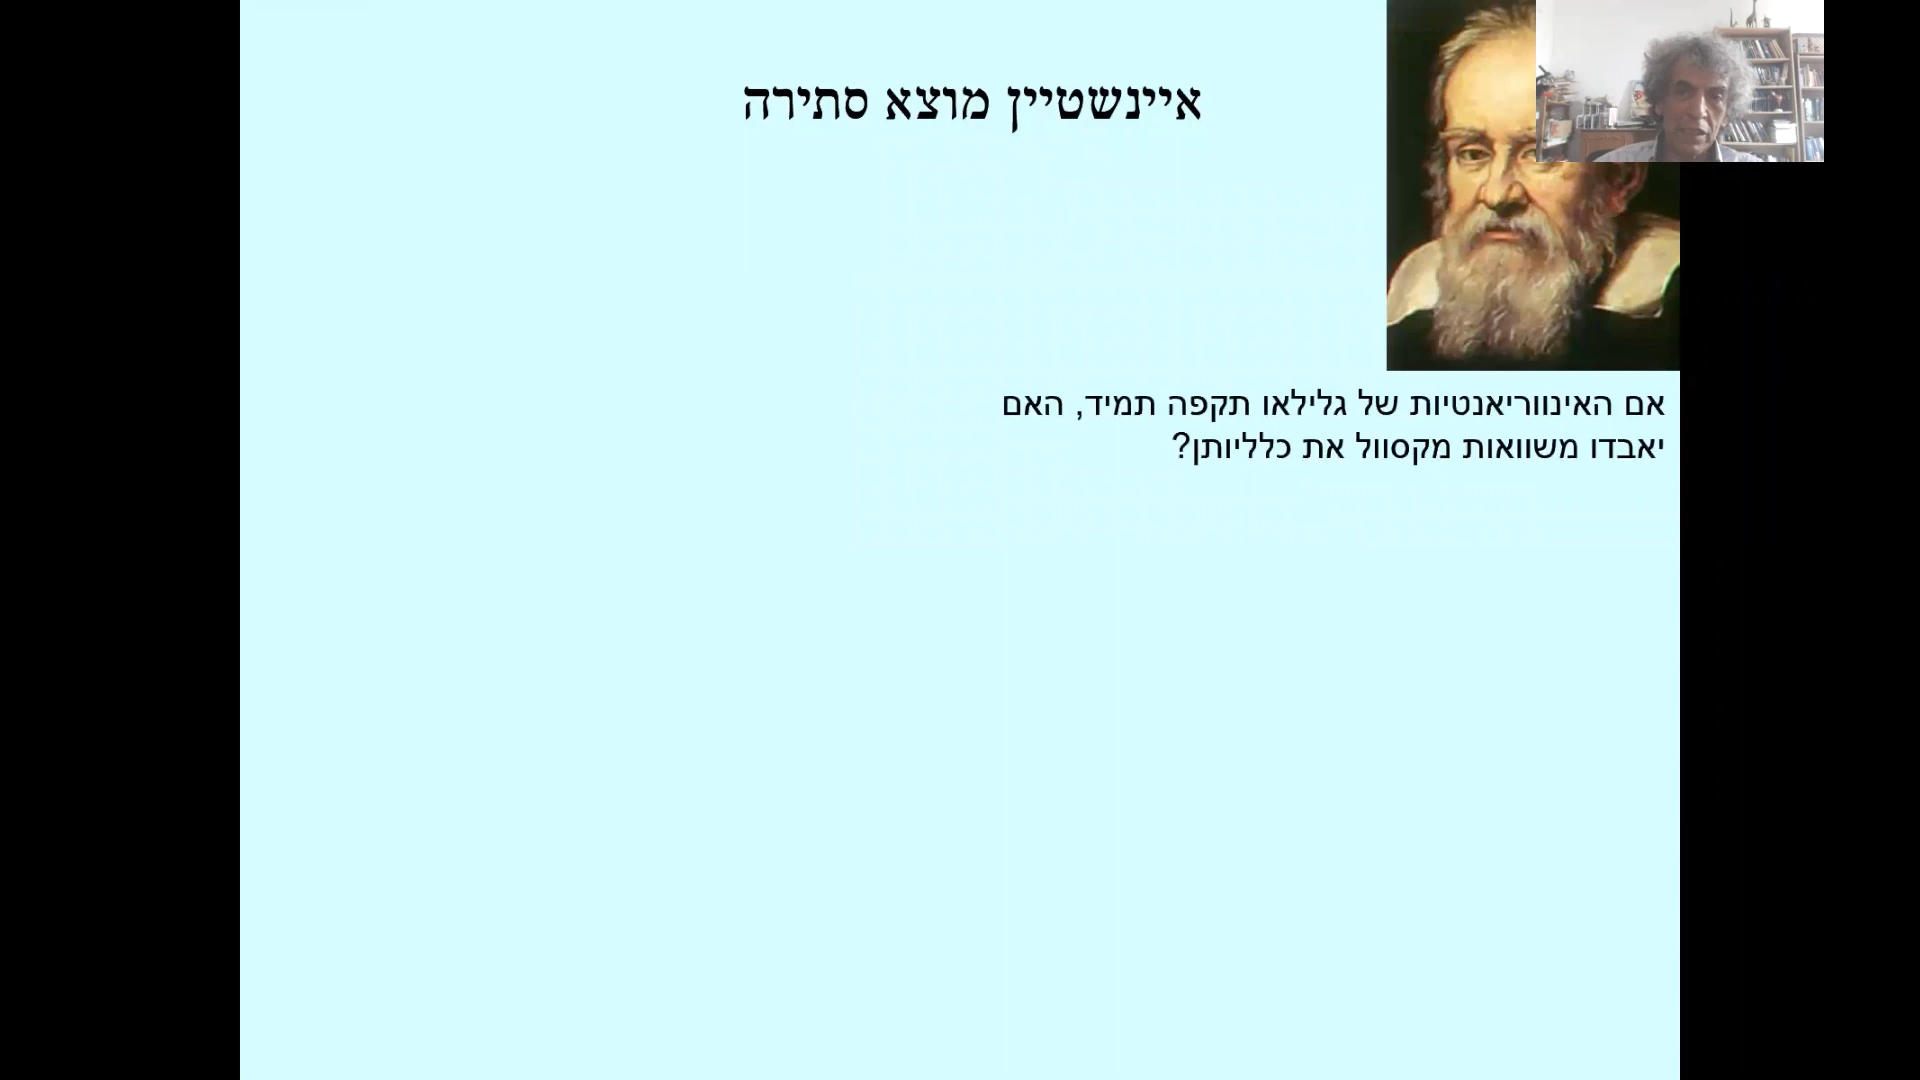 איינשטיין מוצא סתירה
אם האינווריאנטיות של גלילאו תקפה תמיד, האם
יאבדו משוואות מקסוול את כלליותן?